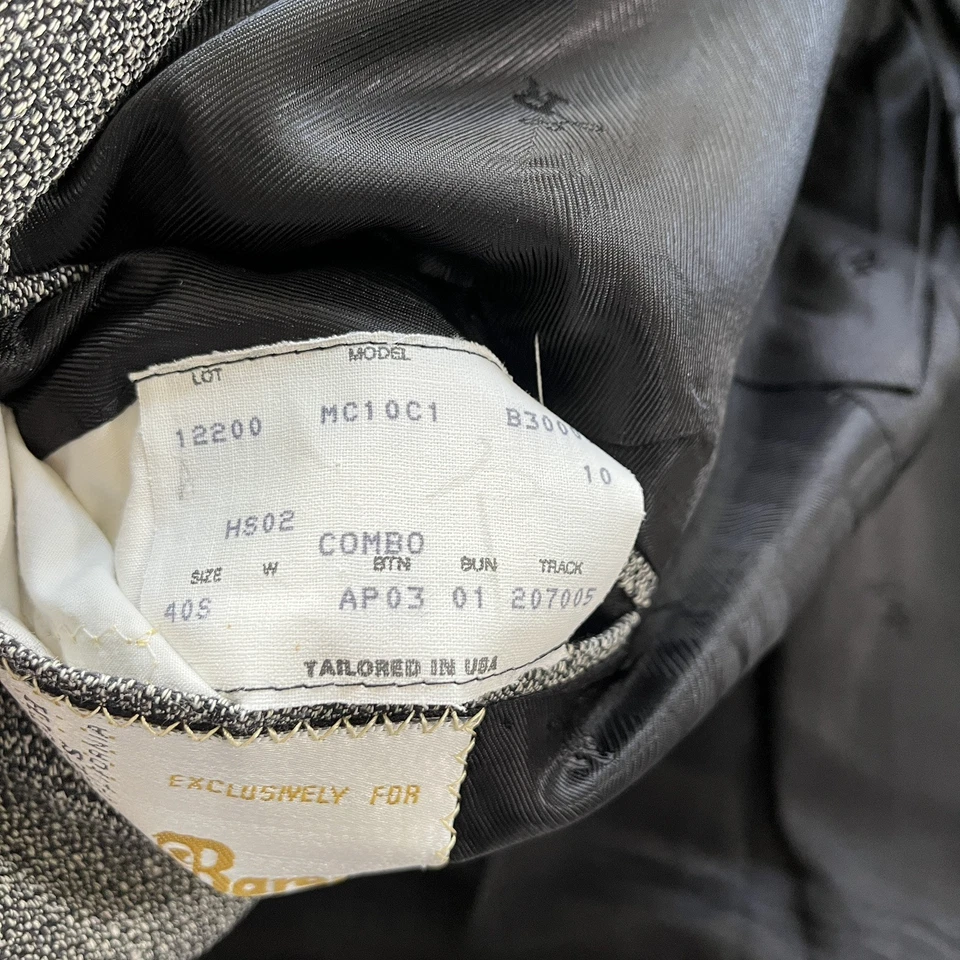 LOT MODEL
12200 MC10C1
10
HS02
COMBO
SIZE W BTN BUN TRACK
40S AP03 01 207005
TAILORED IN USA
EXCLUSIVELY FOR